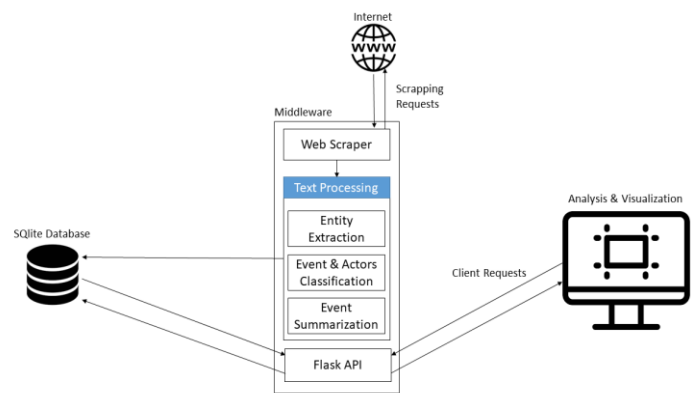 Internet
www
Scrapping
Requests
Middleware
Web Scraper
Text Processing
Analysis & Visualization
Entity
Extraction
SQlite Database
Event & Actors
Classification
Client Requests
Event
Summarization
Flask API